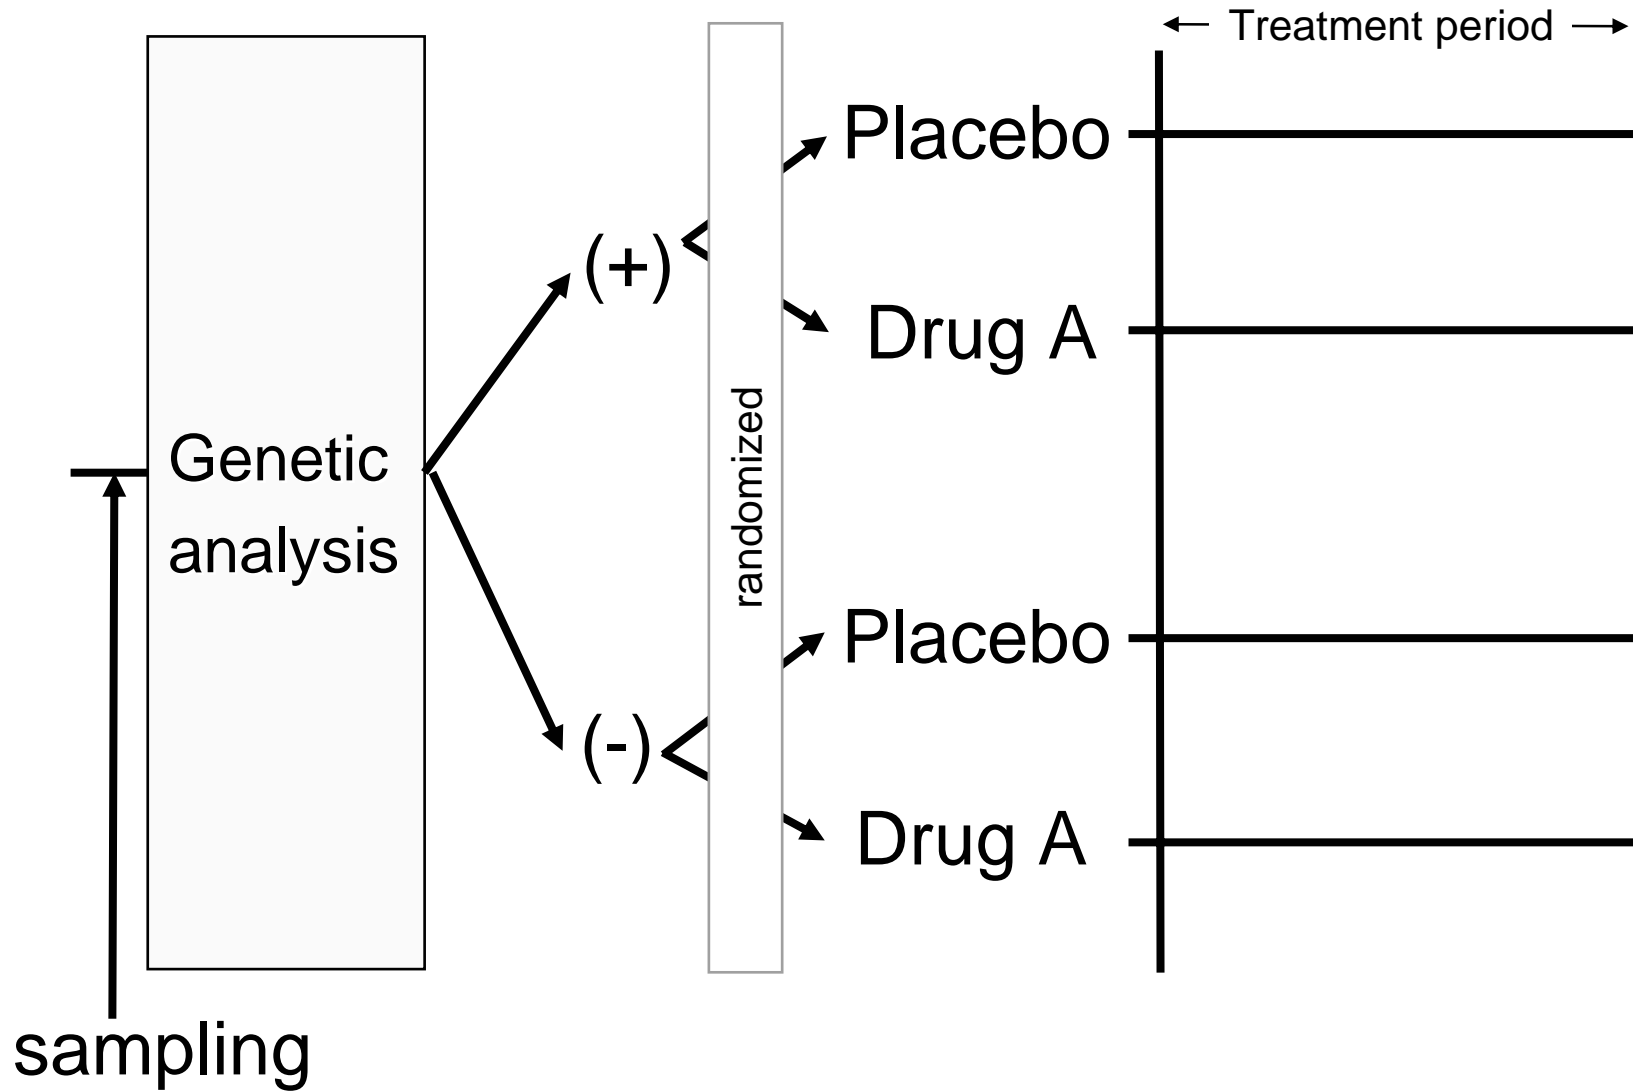 Treatment period
Placebo
(+)
Drug A
randomized
Genetic
analysis
Placebo
(-)
Drug A
sampling